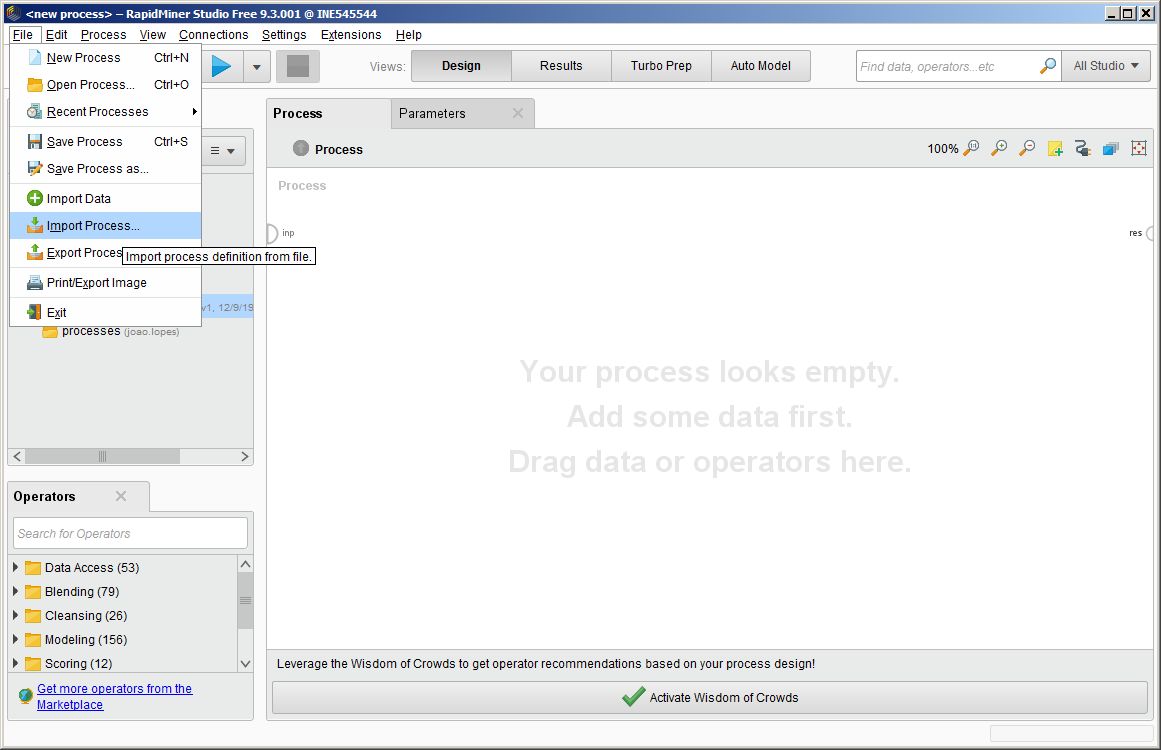 <new process> – RapidMiner Studio Free 9.3.001 @ INE545544
File Edit Process View Connections Settings Extensions Help
New Process Ctrl+N
Open Process... Ctrl+O
Recent Processes
Save Process Ctrl+S
Save Process as...
Import Data
Import Process...
Export Proces
Import process definition from file.
Print/Export Image
Exit
v1, 12/9/19
processes (joao.lopes)
Views: Design Results Turbo Prep Auto Model
Find data, operators...etc
All Studio
Process Parameters
Process
100%
Process
inp
res
Your process looks empty.
Add some data first.
Drag data or operators here.
Operators
Search for Operators
Data Access (53)
Blending (79)
Cleansing (26)
Modeling (156)
Scoring (12)
Get more operators from the
Marketplace
Leverage the Wisdom of Crowds to get operator recommendations based on your process design!
Activate Wisdom of Crowds